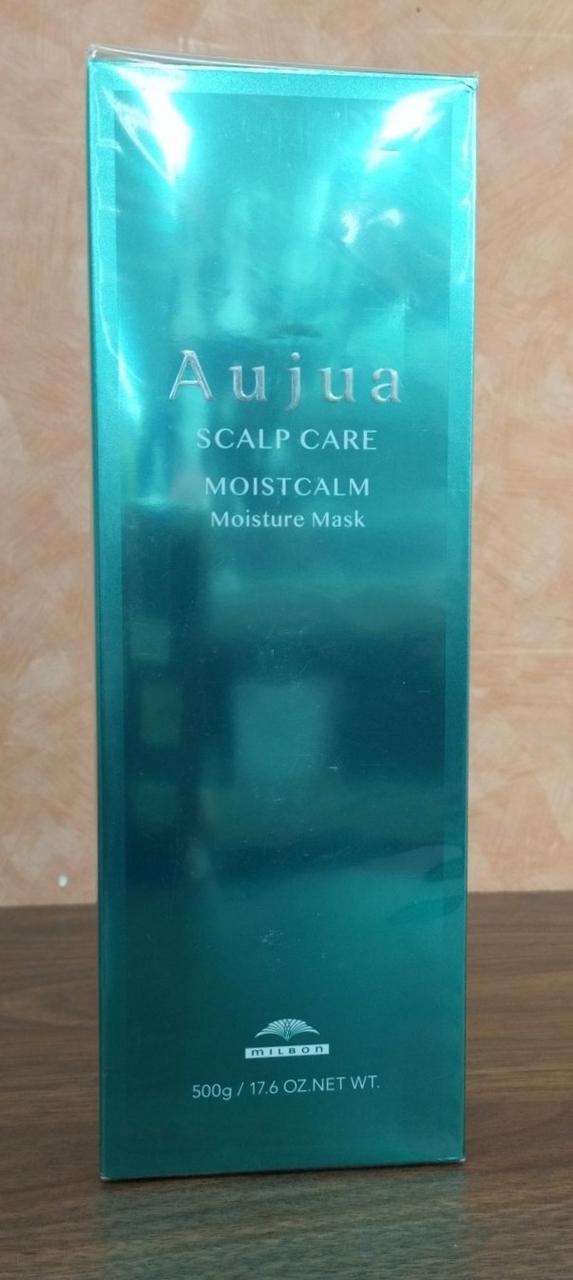 Aujua
SCALP CARE
MOISTCALM
Moisture Mask
MILBON
500g / 17.6 OZ.NET WT.